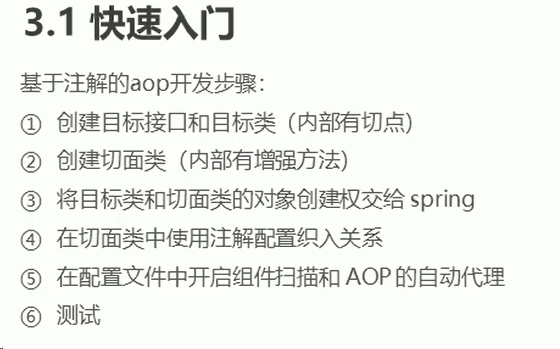 3.1 快速入门
基于注解的aop开发步骤：
① 创建目标接口和目标类（内部有切点）
② 创建切面类（内部有增强方法）
③ 将目标类和切面类的对象创建权交给 spring
④ 在切面类中使用注解配置织入关系
⑤ 在配置文件中开启组件扫描和 AOP 的自动代理
⑥ 测试